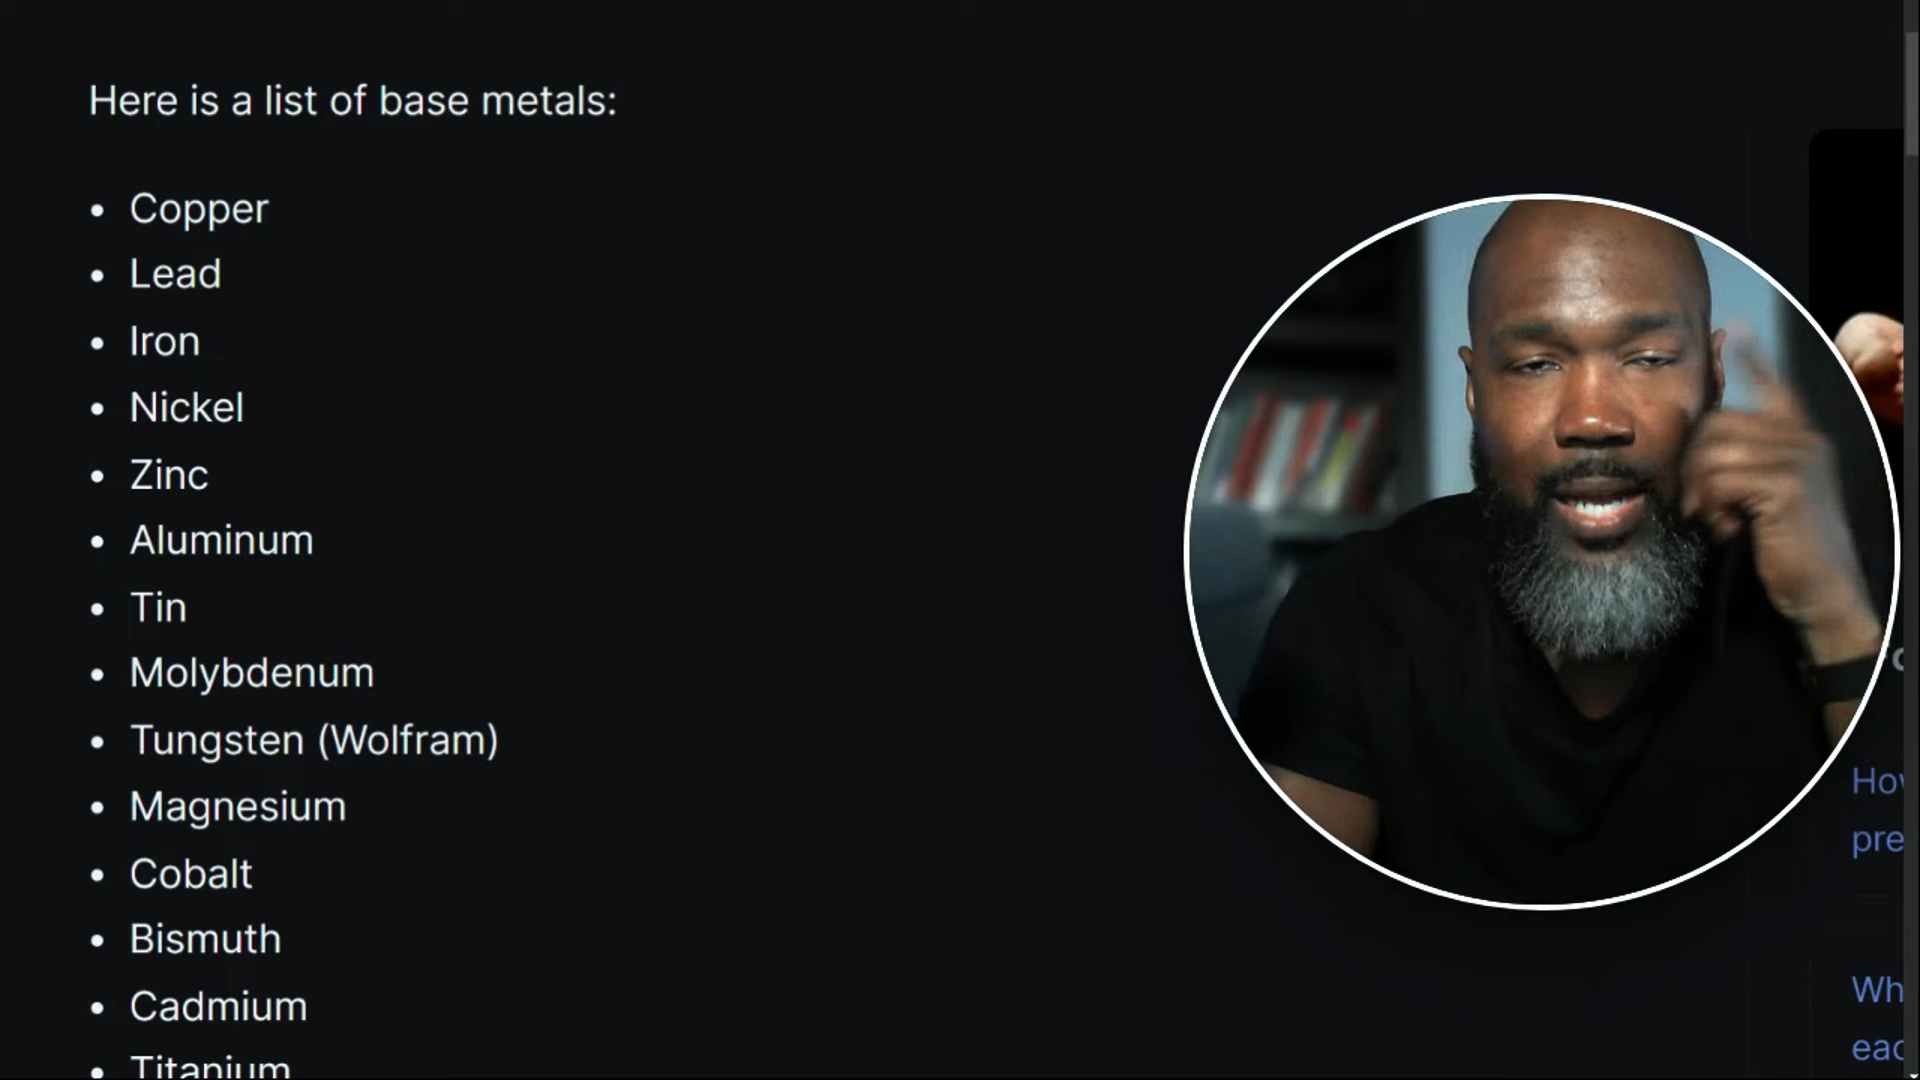 Here is a list of base metals:
• Copper
• Lead
• Iron
• Nickel
• Zinc
• Aluminum
• Tin
• Molybdenum
• Tungsten (Wolfram)
• Magnesium
• Cobalt
• Bismuth
• Cadmium
• Titanium